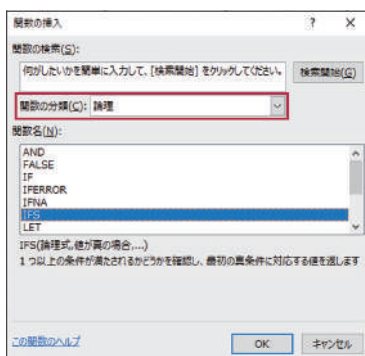 関数の挿入 ? ×
関数の検索(S):
何がしたいかを簡単に入力して、[検索開始] をクリックしてください。 検索開始(G)
関数の分類(C): 論理
関数名(N):
AND
FALSE
IF
IFERROR
IFNA
IFS
LET
IFS(論理式,値が真の場合,...)
1 つ以上の条件が満たされるかどうかを確認し、最初の真条件に対応する値を返します
この関数のヘルプ OK キャンセル